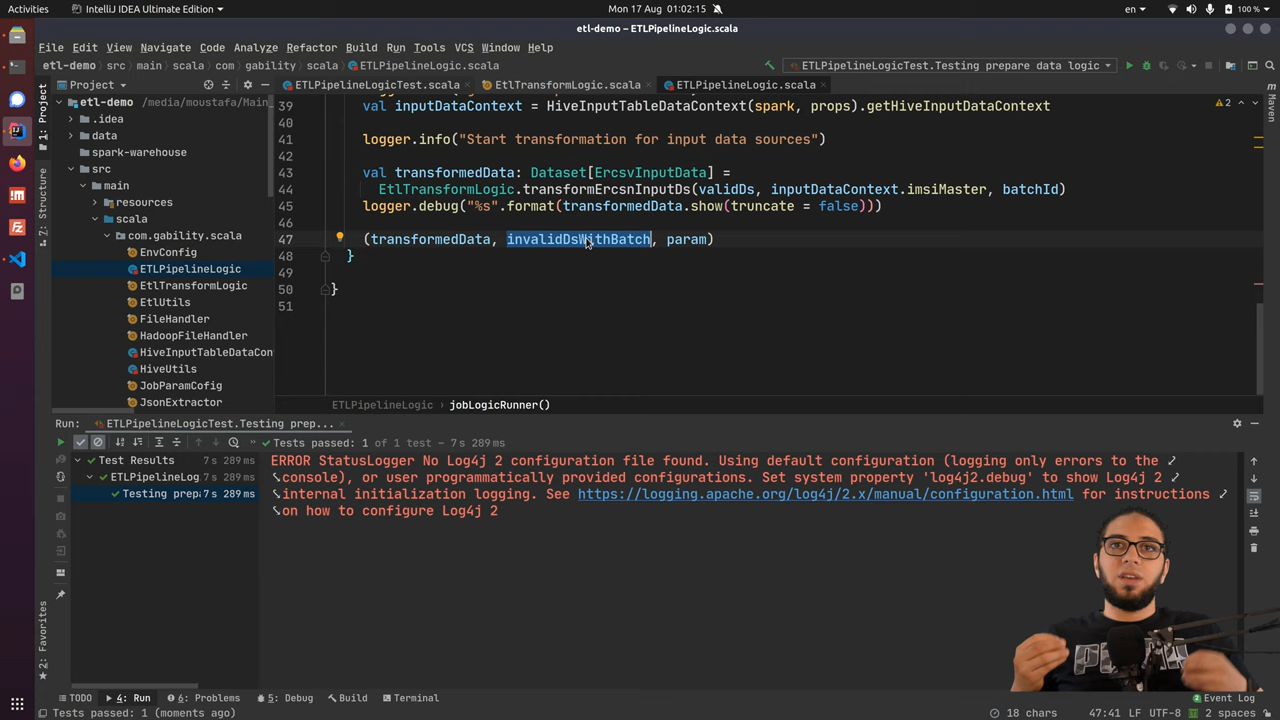 Activities
IntelliJ IDEA Ultimate Edition
Mon 17 Aug 01:02:15
en
100 %
etl-demo – ETLPipelineLogic.scala
File Edit View Navigate Code Analyze Refactor Build Run Tools VCS Window Help
etl-demo src main scala com gability scala ETLPipelineLogic.scala
ETLPipelineLogicTest.Testing prepare data logic
Project
ETLPipelineLogicTest.scala
EtlTransformLogic.scala
ETLPipelineLogic.scala
1: Project
Maven
etl-demo /media/moustafa/Main
.idea
data
spark-warehouse
src
main
resources
scala
com.gability.scala
EnvConfig
ETLPipelineLogic
EtlTransformLogic
EtlUtils
FileHandler
HadoopFileHandler
HiveInputTableDataCon
HiveUtils
JobParamCofig
JsonExtractor
7: Structure
2
39 val inputDataContext = HiveInputTableDataContext(spark, props).getHiveInputDataContext
40
41 logger.info("Start transformation for input data sources")
42
43 val transformedData: Dataset[ErcsvInputData] =
44 EtlTransformLogic.transformErcsnInputDs(validDs, inputDataContext.imsiMaster, batchId)
45 logger.debug("%s".format(transformedData.show(truncate = false)))
46
47 (transformedData, invalidDsWithBatch, param)
48 }
49
50 }
51
ETLPipelineLogic jobLogicRunner()
Run: ETLPipelineLogicTest.Testing prep...
Tests passed: 1 of 1 test – 7 s 289 ms
Test Results 7 s 289 ms
ETLPipelineLog 7 s 289 ms
Testing prep 7 s 289 ms
ERROR StatusLogger No Log4j 2 configuration file found. Using default configuration (logging only errors to the
console), or user programmatically provided configurations. Set system property 'log4j2.debug' to show Log4j 2
internal initialization logging. See https://logging.apache.org/log4j/2.x/manual/configuration.html for instructions
on how to configure Log4j 2
2: Favorites
TODO 4: Run 6: Problems 5: Debug Build Terminal
Event Log
Tests passed: 1 (moments ago)
18 chars 47:41 LF UTF-8 2 spaces